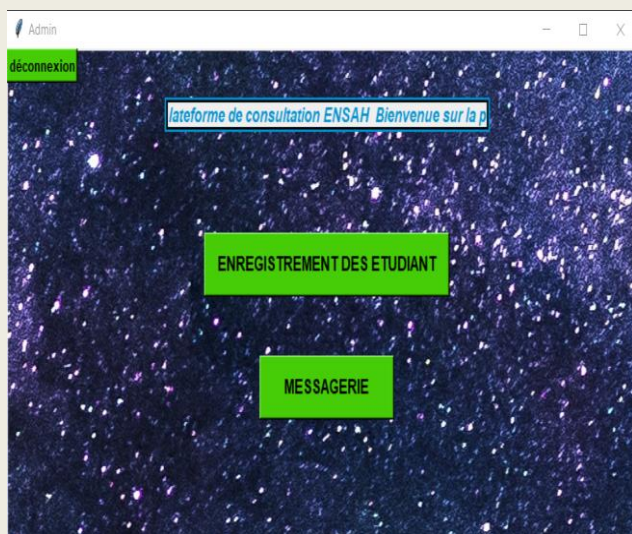 Admin
déconnexion
lateforme de consultation ENSAH Bienvenue sur la p
ENREGISTREMENT DES ETUDIANT
MESSAGERIE